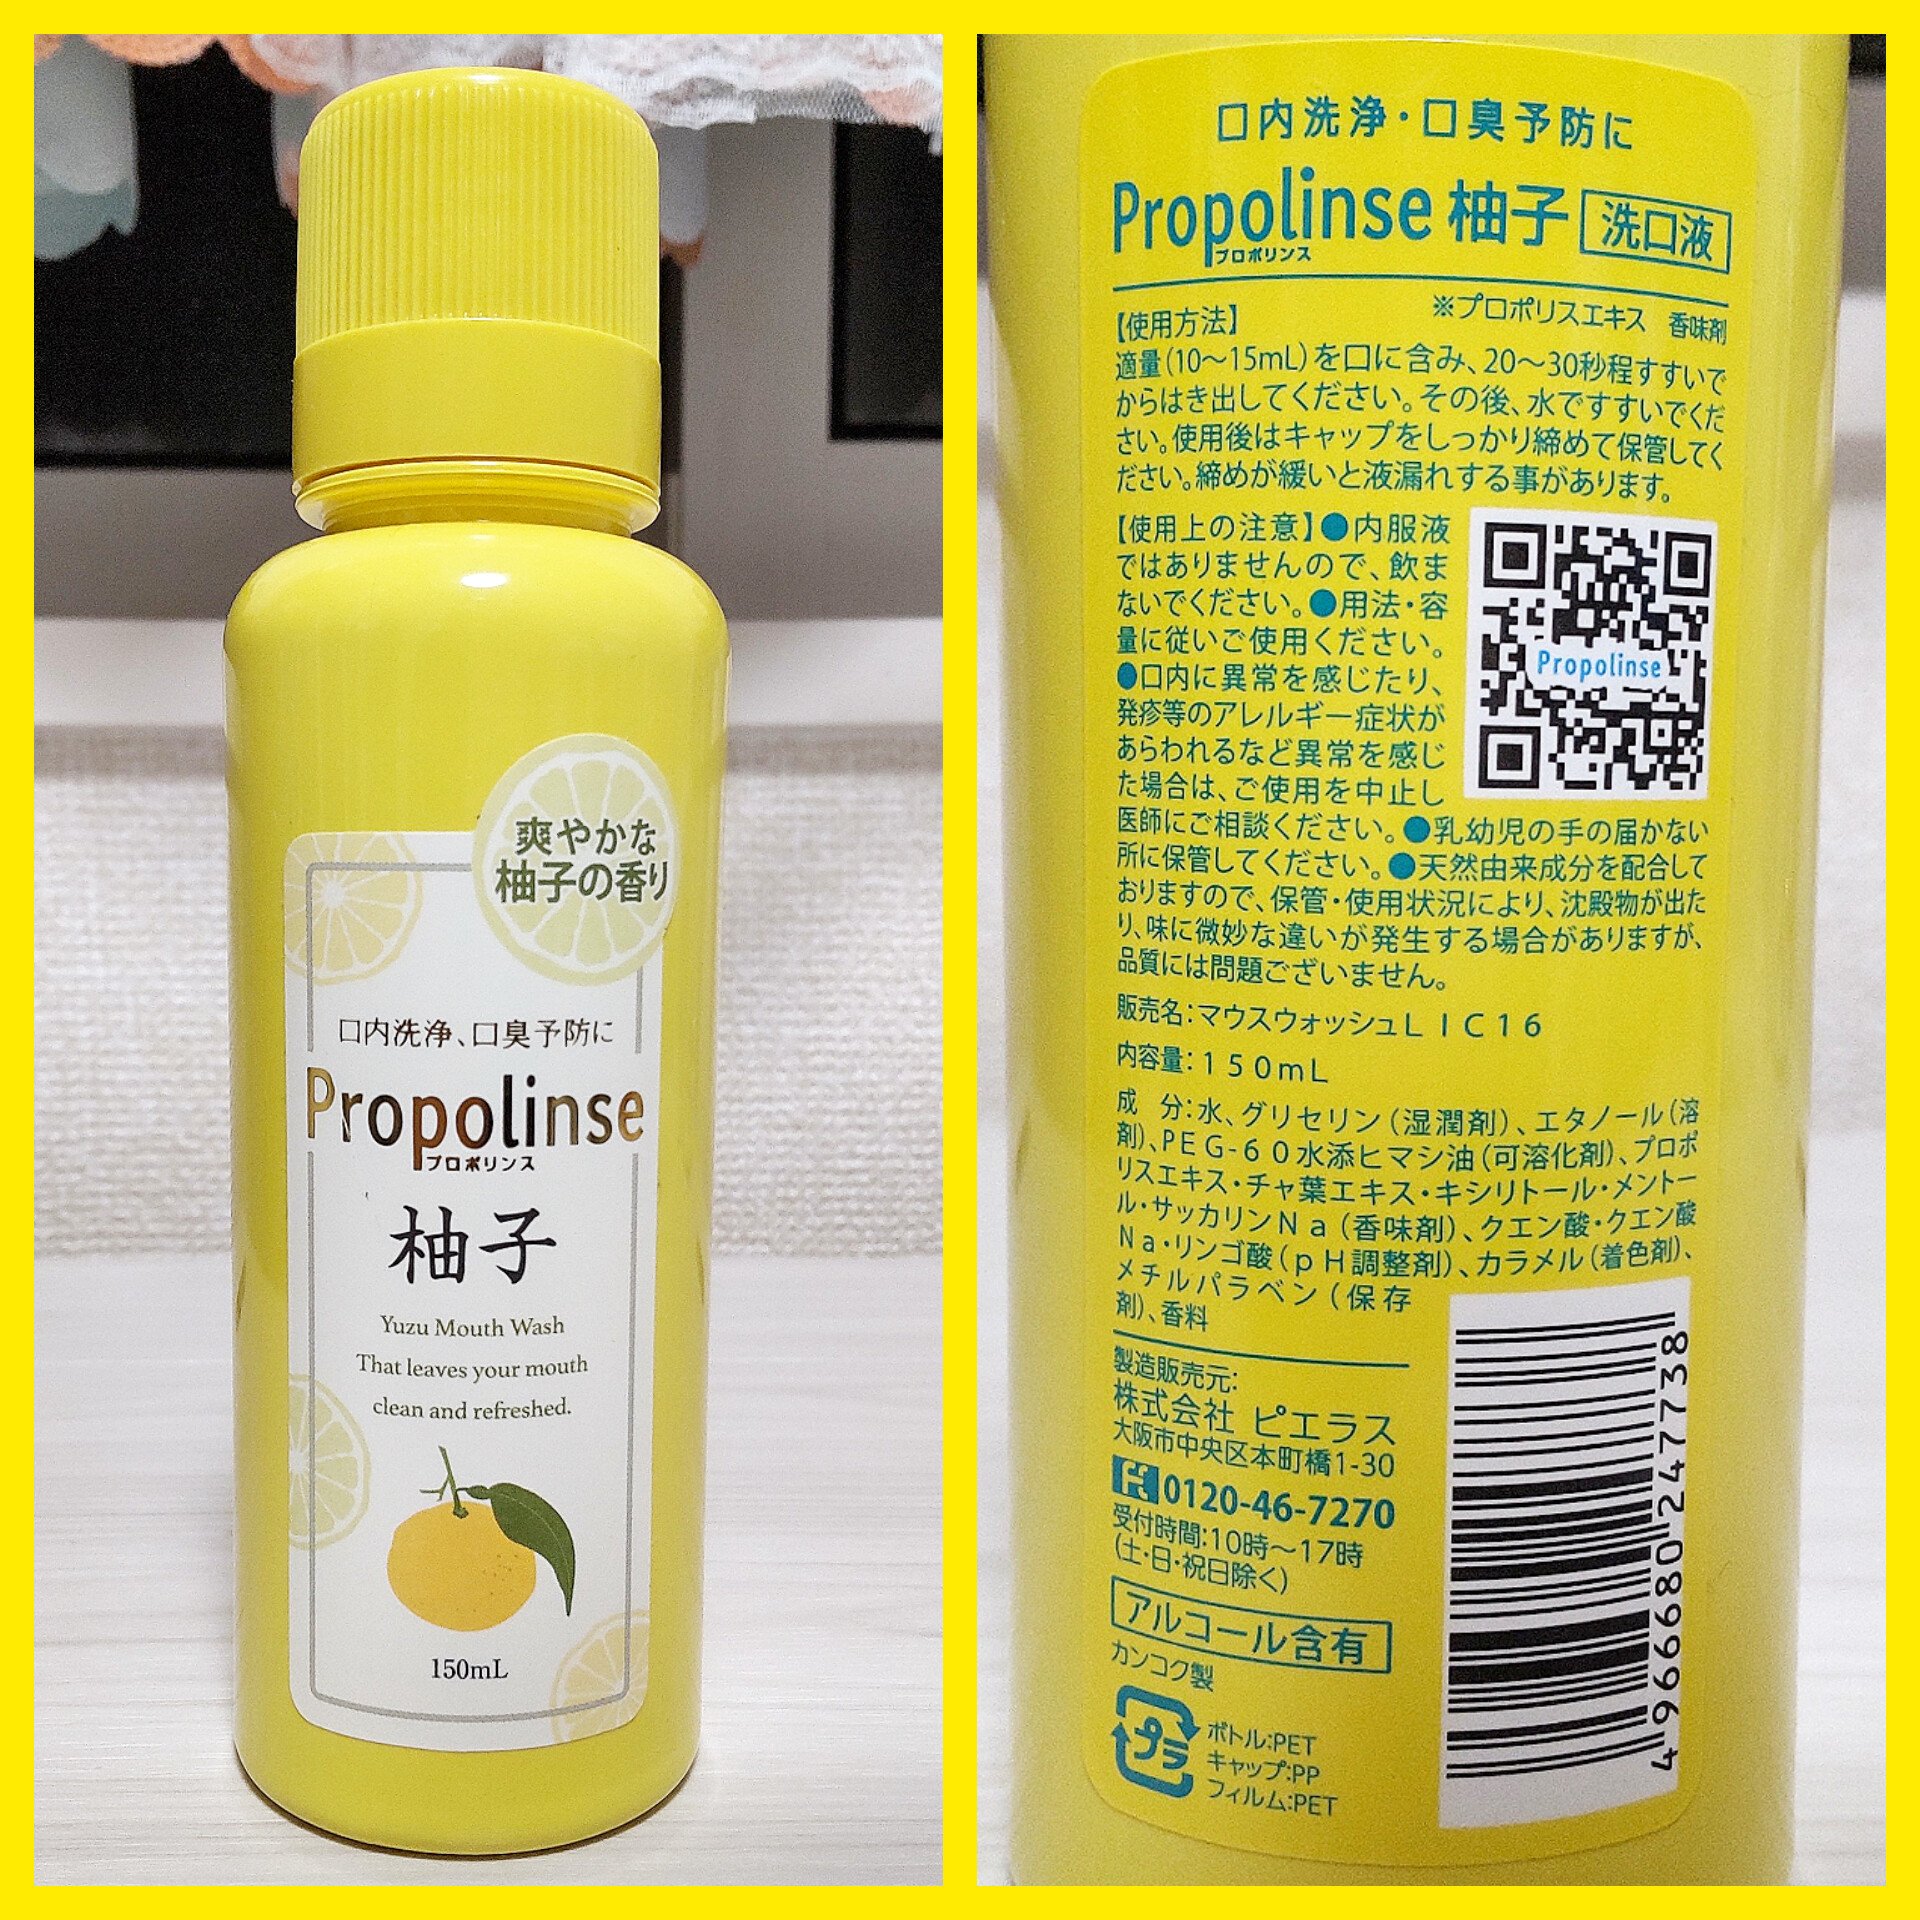 爽やかな
柚子の香り
口内洗浄、口臭予防に
Propolinse
プロポリンス
柚子
Yuzu Mouth Wash
That leaves your mouth
clean and refreshed.
150mL
口内洗浄・口臭予防に
Propolinse 柚子 洗口液
プロポリンス
※プロポリスエキス 香味剤
【使用方法】
適量(10〜15mL)を口に含み、20〜30秒程すすいで
からはき出してください。その後、水ですすいでくだ
さい。使用後はキャップをしっかり締めて保管してく
ださい。締めが緩いと液漏れする事があります。
【使用上の注意】●内服液
ではありませんので、飲ま
ないでください。●用法・容
量に従いご使用ください。
●口内に異常を感じたり、
発疹等のアレルギー症状が
あらわれるなど異常を感じ
た場合は、ご使用を中止し
医師にご相談ください。●乳幼児の手の届かない
所に保管してください。●天然由来成分を配合して
おりますので、保管・使用状況により、沈殿物が出た
り、味に微妙な違いが発生する場合がありますが、
品質には問題ございません。
Propolinse
販売名:マウスウォッシュLIC16
内容量:150mL
成 分:水、グリセリン(湿潤剤)、エタノール(溶
剤)、PEG-60水添ヒマシ油(可溶化剤)、プロポ
リスエキス・チャ葉エキス・キシリトール・メントー
ル・サッカリンNa(香味剤)、クエン酸・クエン酸
Na・リンゴ酸(pH調整剤)、カラメル(着色剤)、
メチルパラベン(保存
剤)、香料
製造販売元:
株式会社 ピエラス
大阪市中央区本町橋1-30
0120-46-7270
受付時間:10時〜17時
(土・日・祝日除く)
アルコール含有
カンコク製
プラ
ボトル:PET
キャップ:PP
フィルム:PET
4966680247738